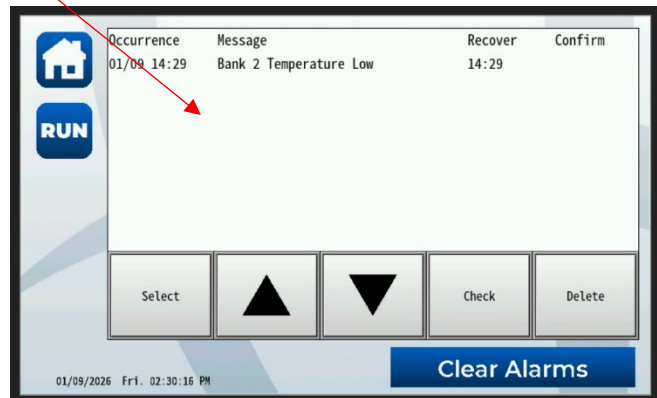 Occurrence Message Recover Confirm
01/09 14:29 Bank 2 Temperature Low 14:29
RUN
Select Check Delete
Clear Alarms
01/09/2026 Fri. 02:30:16 PM